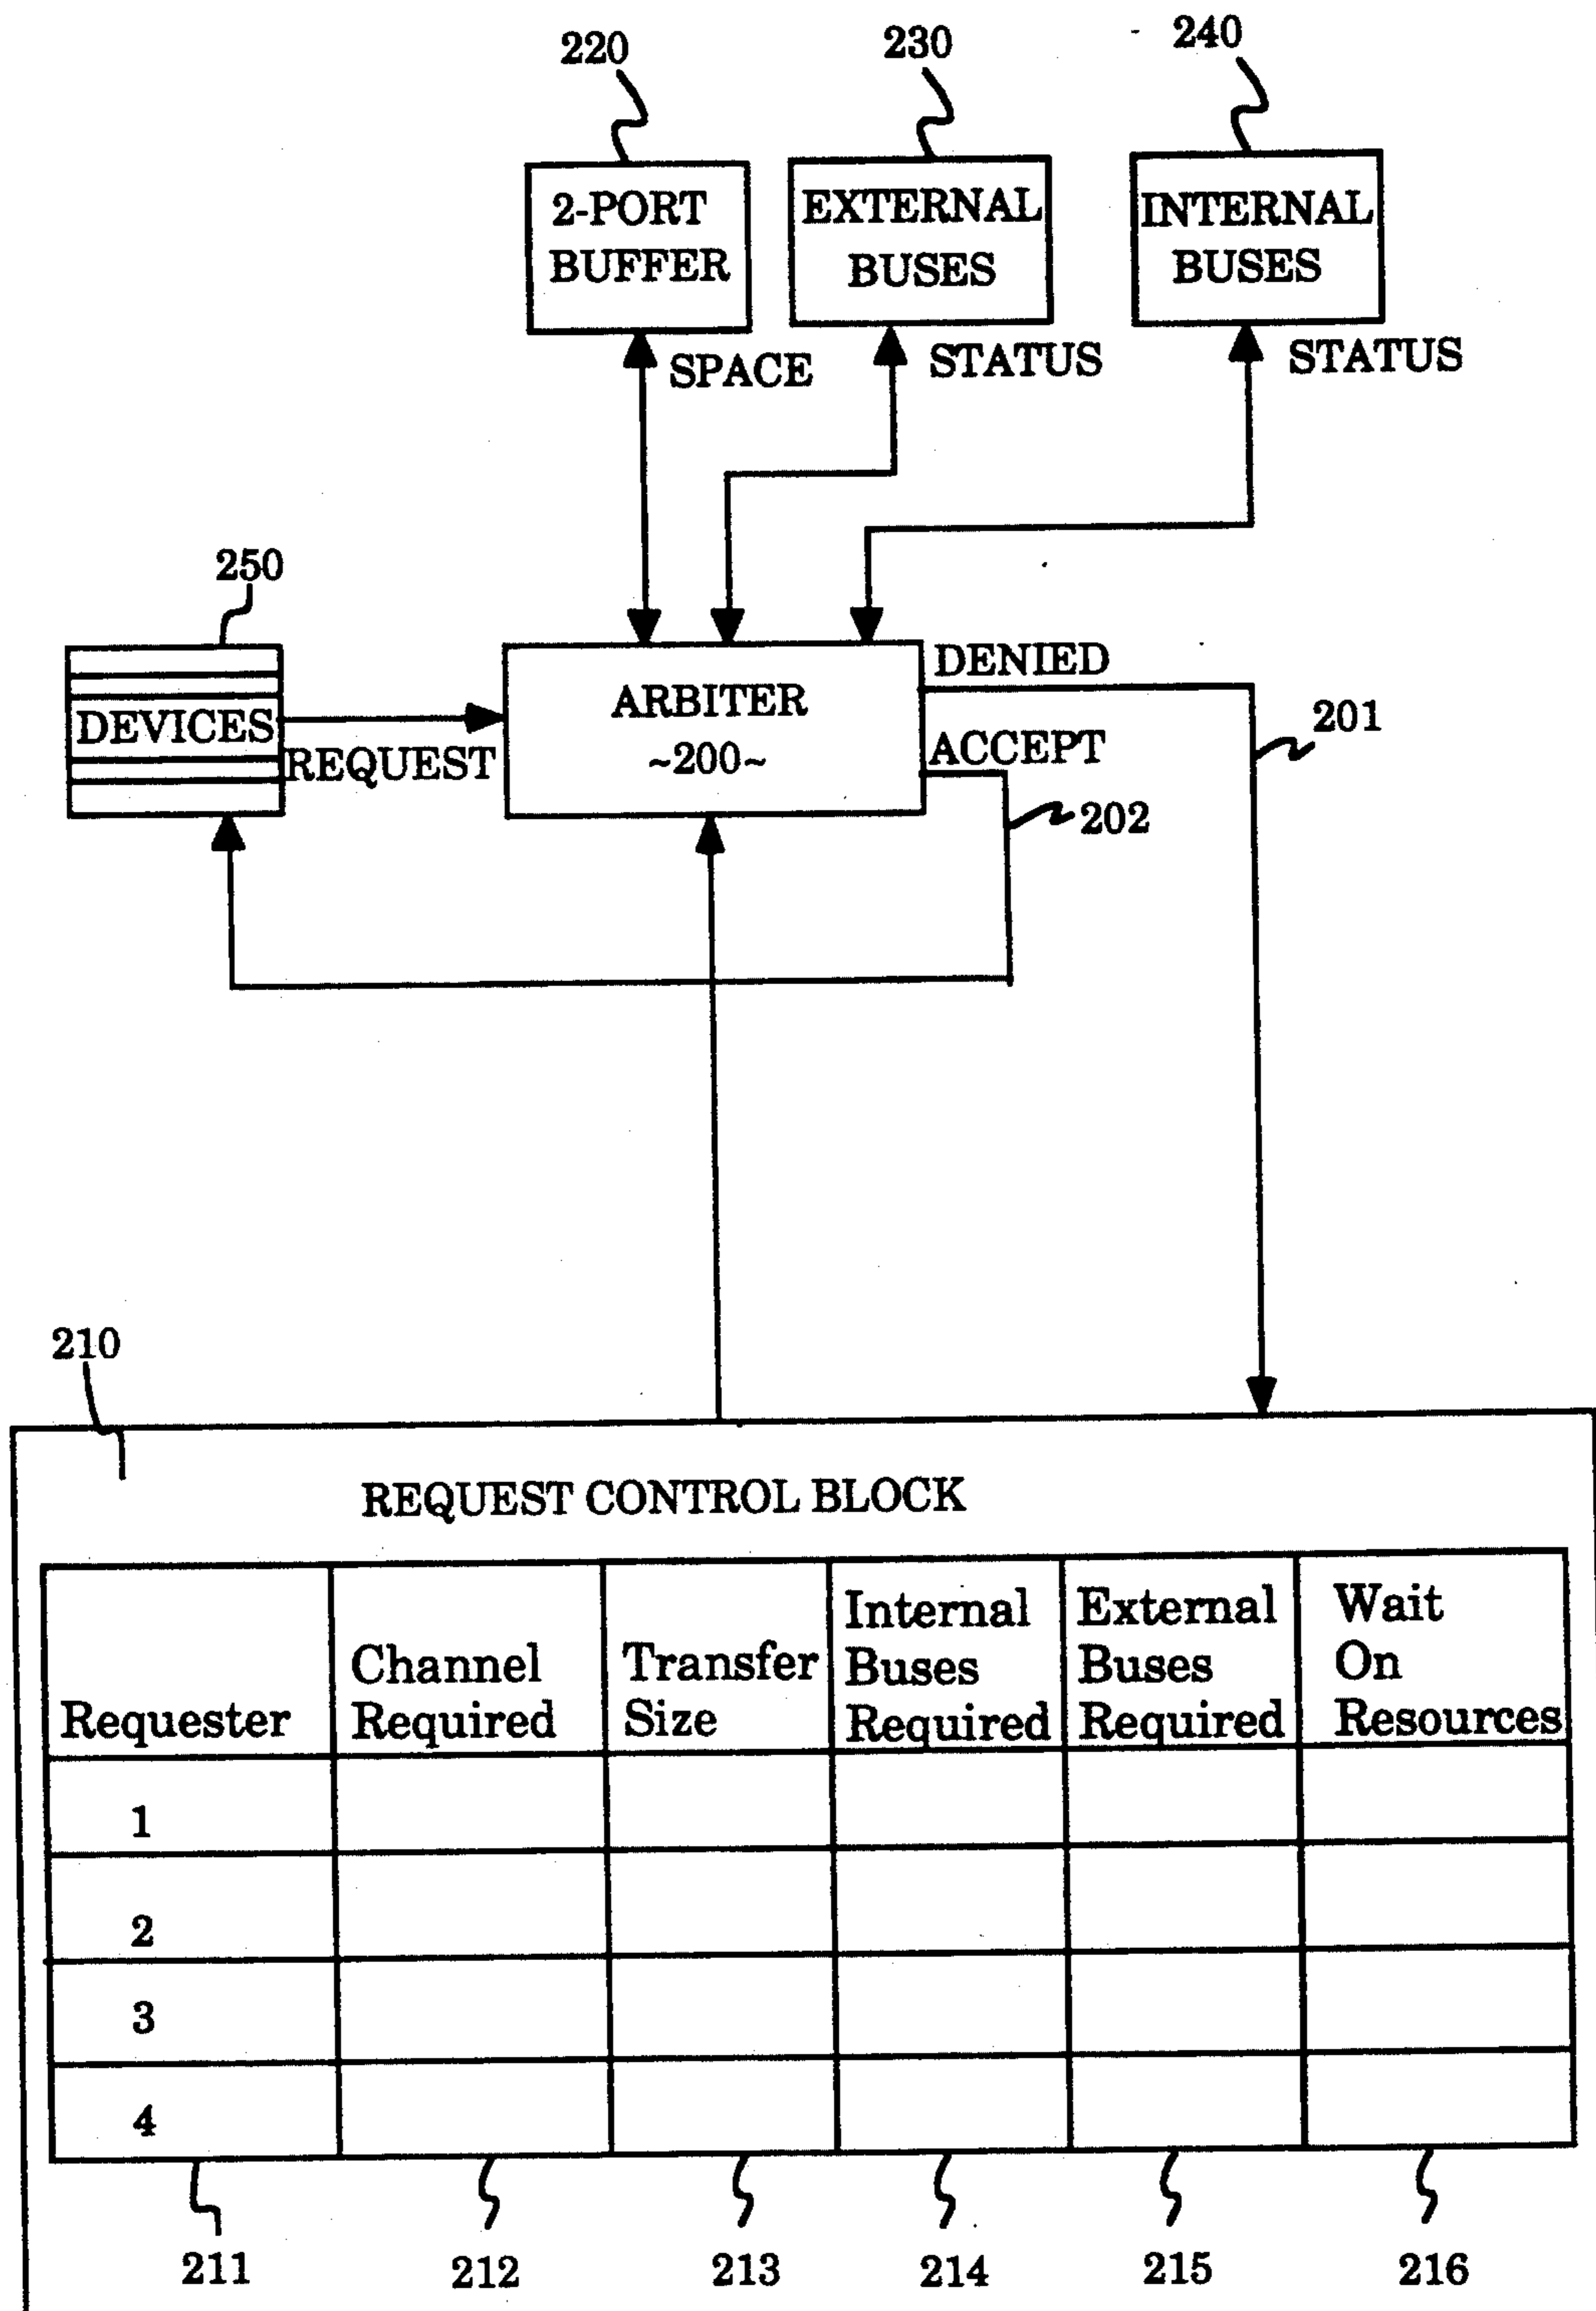 220
230
240
2-PORT
BUFFER
EXTERNAL
BUSES
INTERNAL
BUSES
SPACE
STATUS
STATUS
250
DEVICES
REQUEST
ARBITER
~200~
DENIED
ACCEPT
201
202
210
REQUEST CONTROL BLOCK
Requester
Channel
Required
Transfer
Size
Internal
Buses
Required
External
Buses
Required
Wait
On
Resources
1
2
3
4
211
212
213
214
215
216